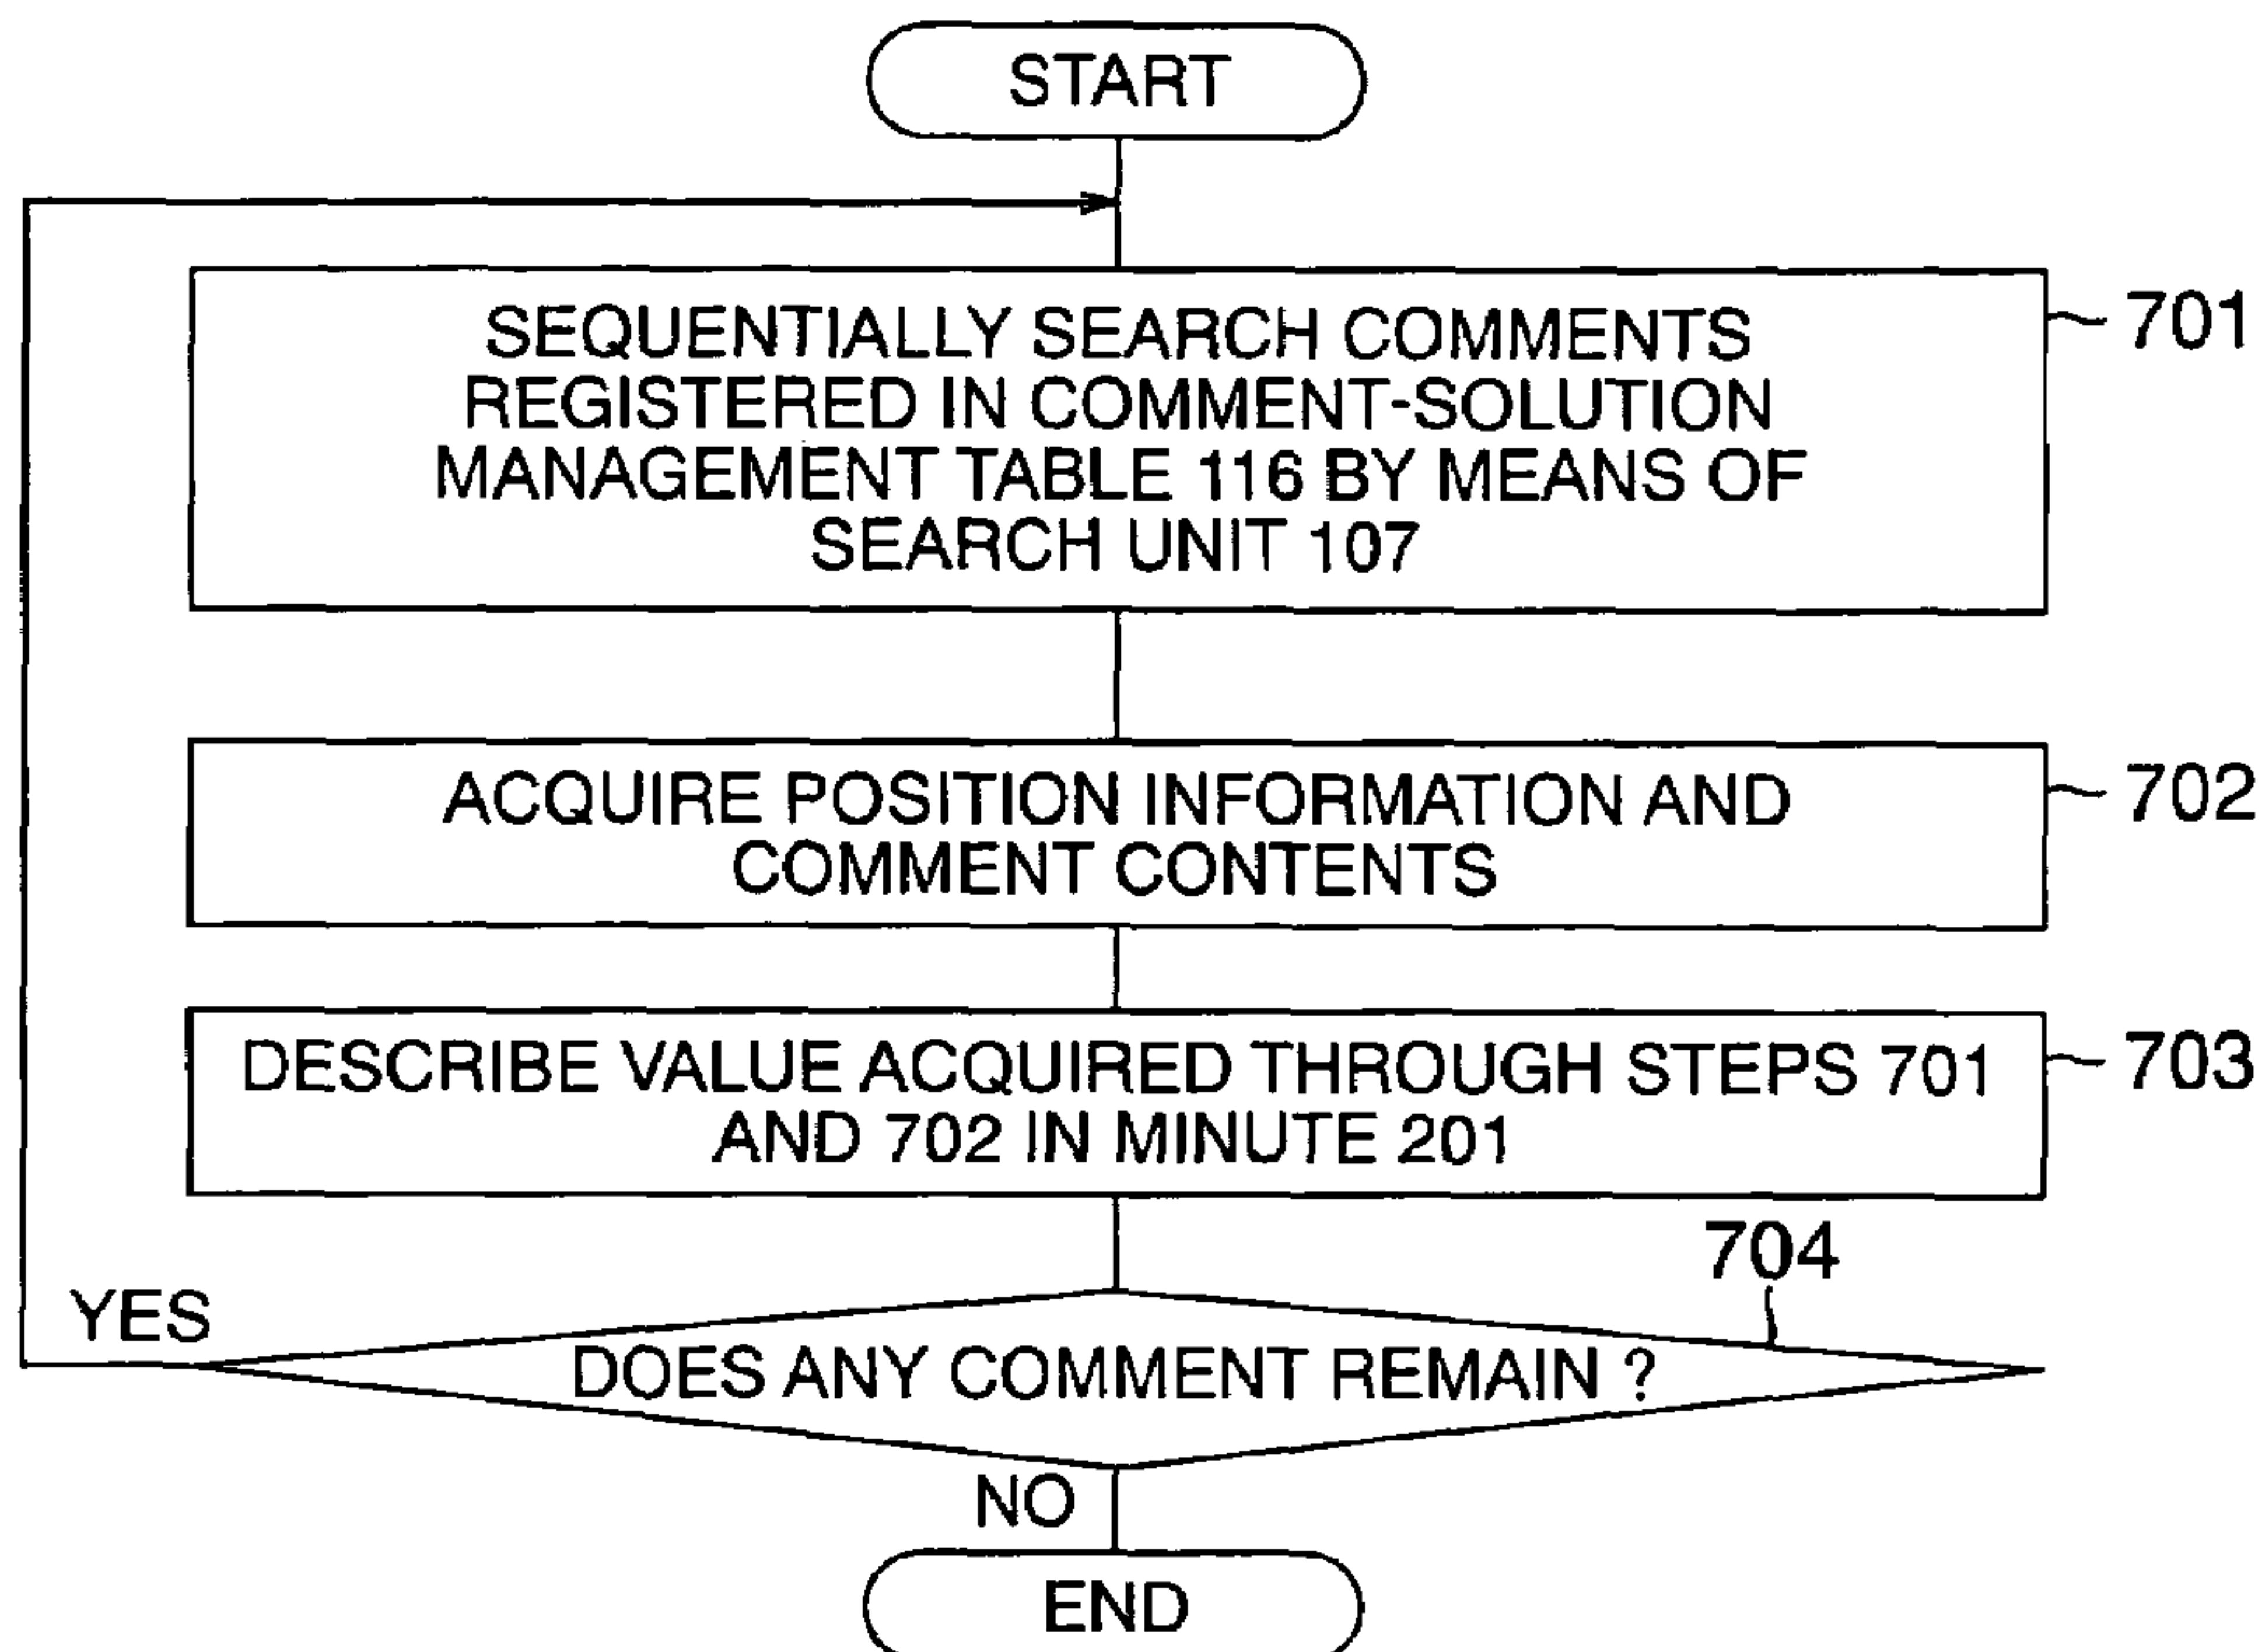 START
SEQUENTIALLY SEARCH COMMENTS
REGISTERED IN COMMENT-SOLUTION
MANAGEMENT TABLE 116 BY MEANS OF
SEARCH UNIT 107
701
ACQUIRE POSITION INFORMATION AND
COMMENT CONTENTS
702
DESCRIBE VALUE ACQUIRED THROUGH STEPS 701
AND 702 IN MINUTE 201
703
704
YES
DOES ANY COMMENT REMAIN ?
NO
END